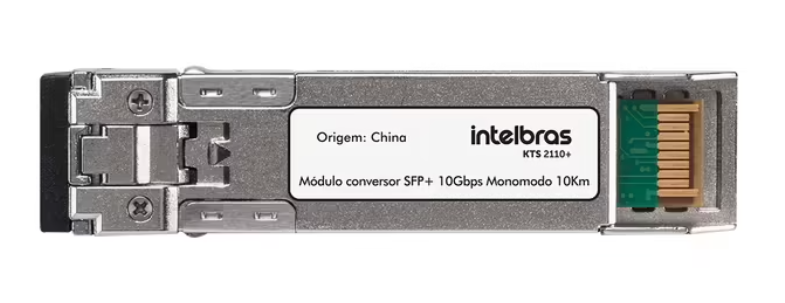 Origem: China
intelbras
KTS 2110+
Módulo conversor SFP+ 10Gbps Monomodo 10Km